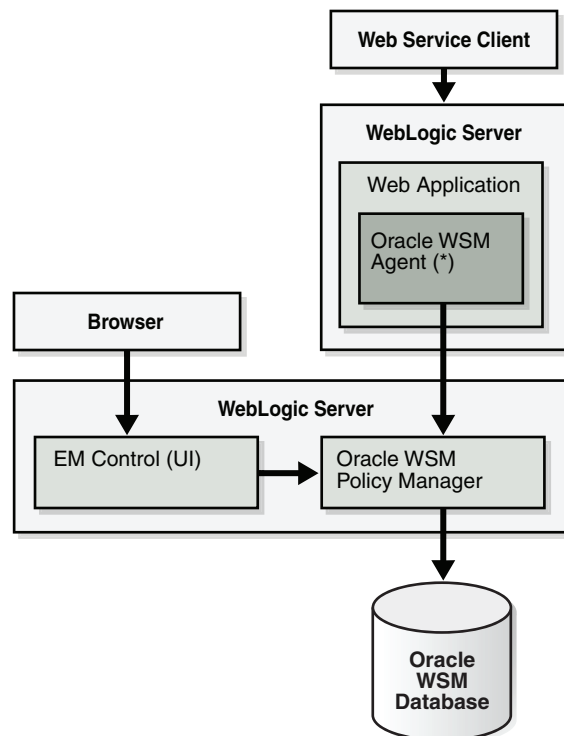 Web Service Client
WebLogic Server
Web Application
Oracle WSM
Agent (*)
Browser
WebLogic Server
EM Control (UI)
Oracle WSM
Policy Manager
Oracle
WSM
Database